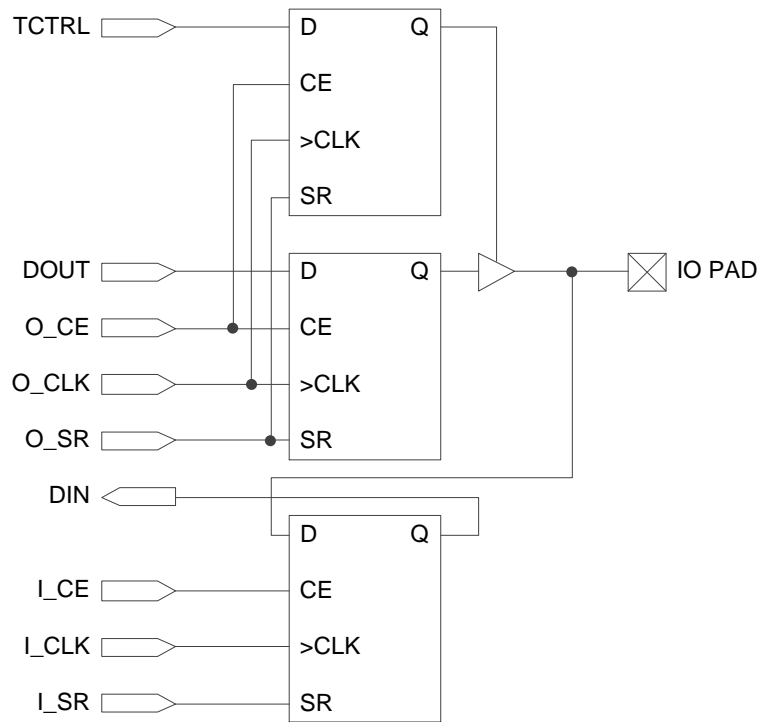 TCTRL D Q
CE
>CLK
SR
DOUT D Q IO PAD
O_CE CE
O_CLK >CLK
O_SR SR
DIN
D Q
I_CE CE
I_CLK >CLK
I_SR SR